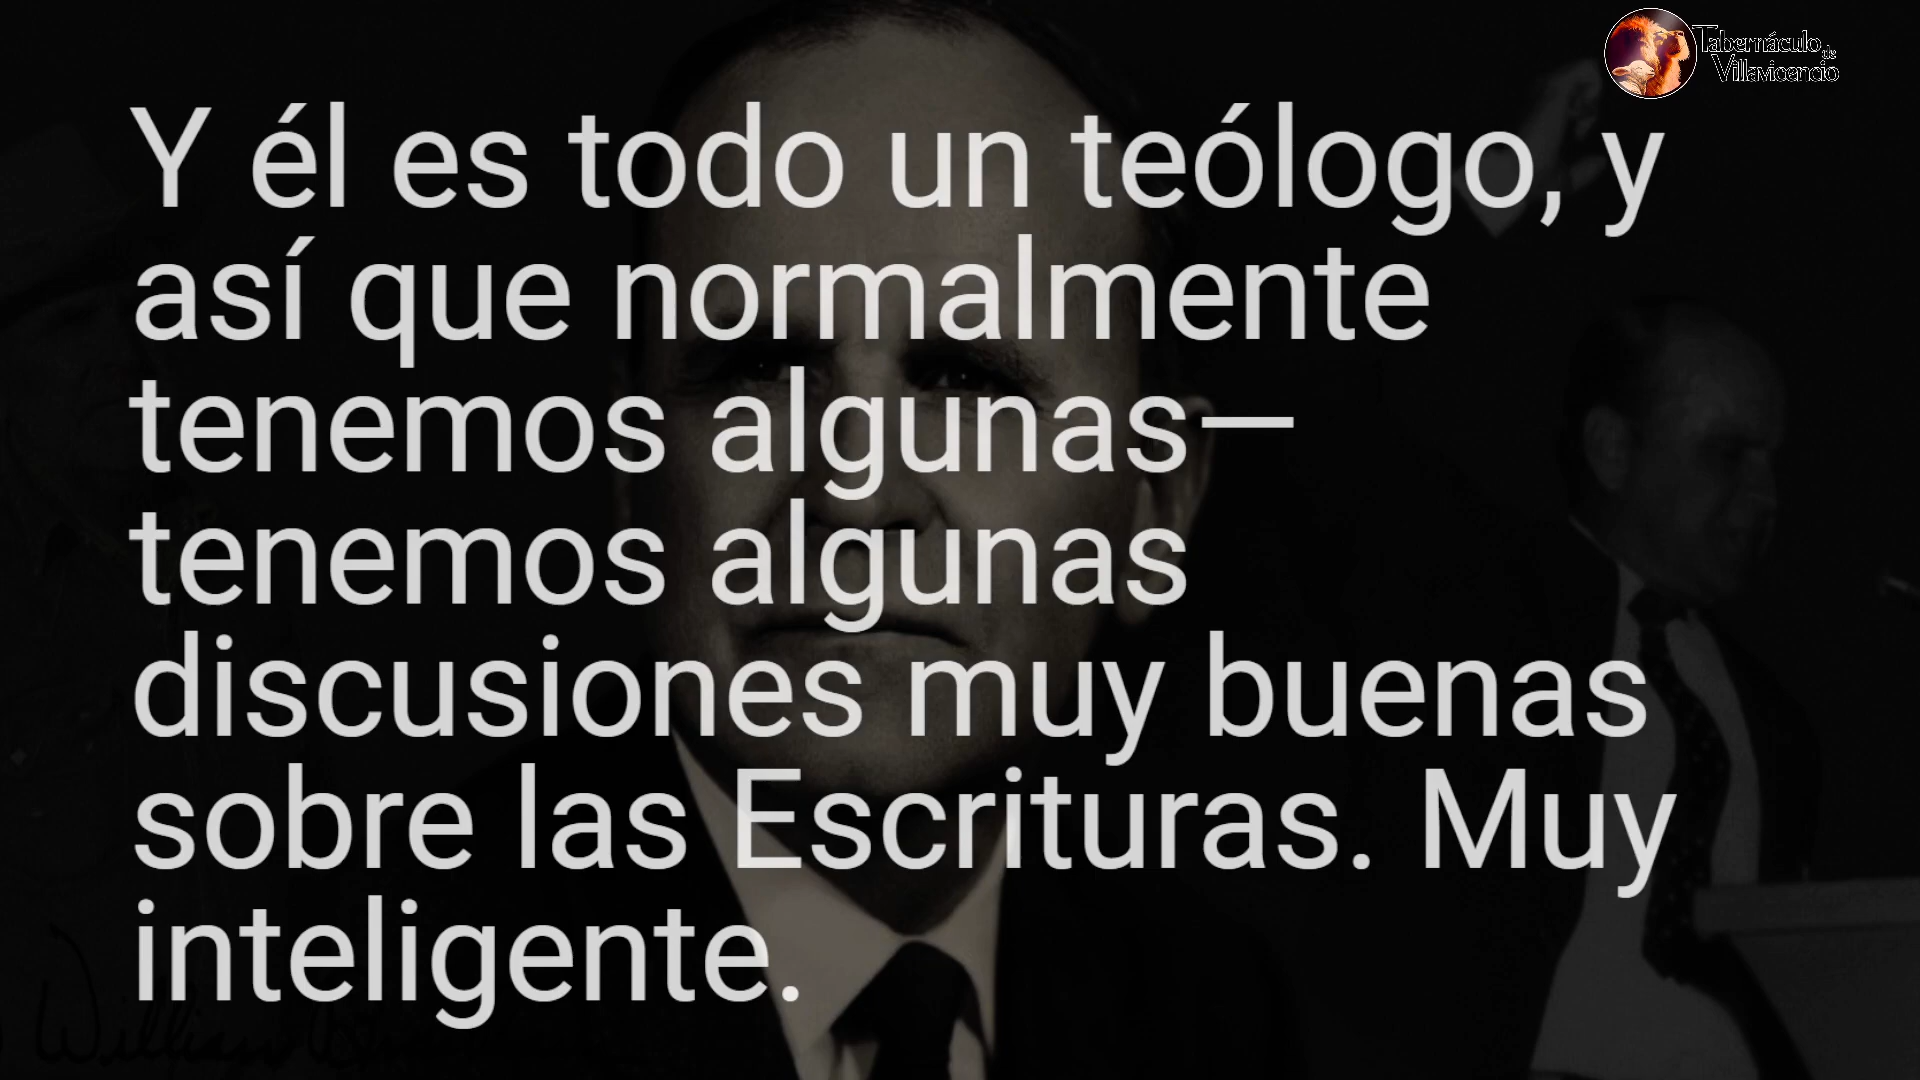 Tabernáculo
de
Villavicencio
Y él es todo un teólogo, y
así que normalmente
tenemos algunas—
tenemos algunas
discusiones muy buenas
sobre las Escrituras. Muy
inteligente.
William